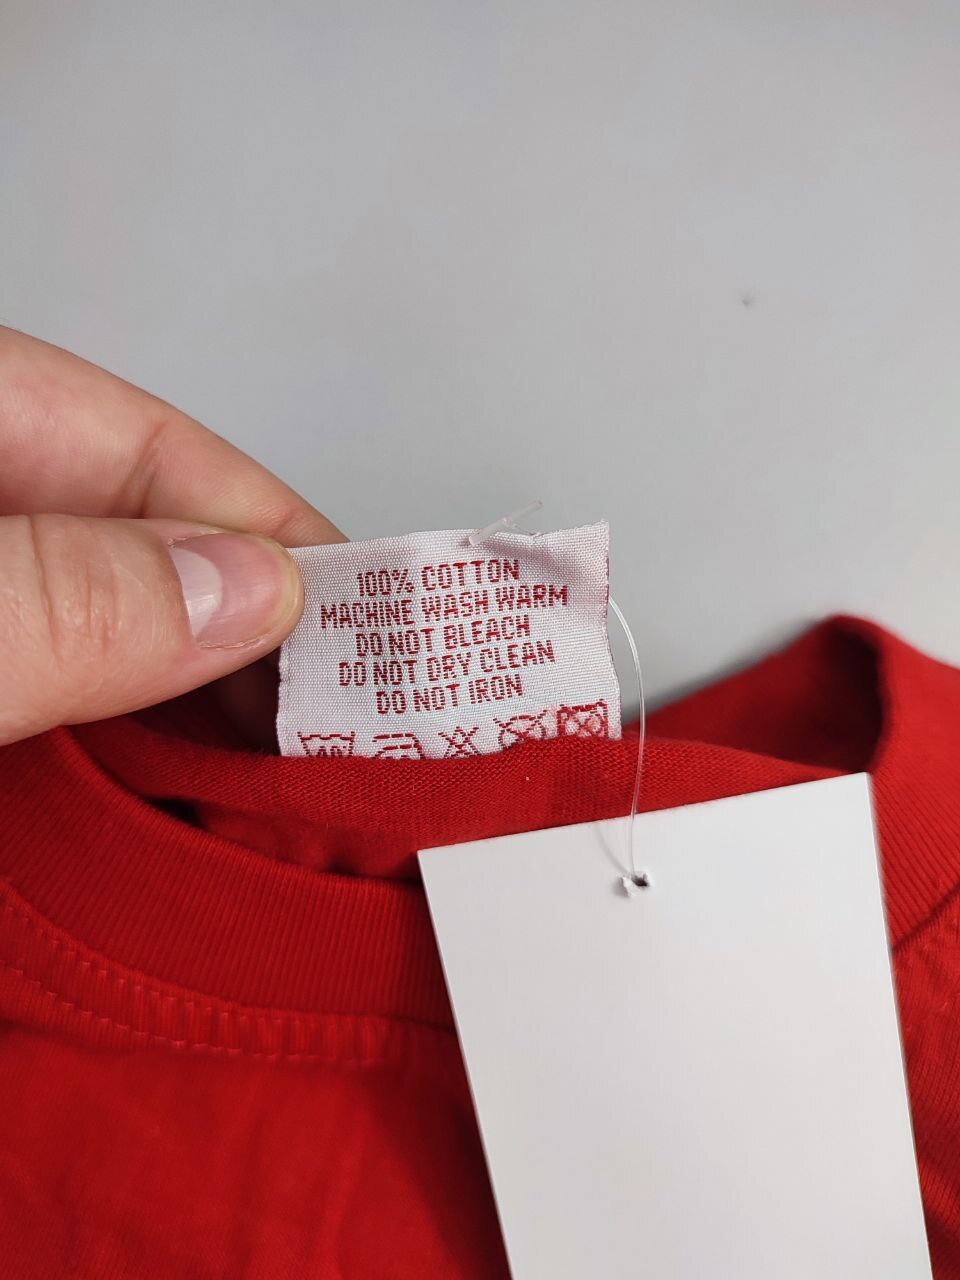 100% COTTON
MACHINE WASH WARM
DO NOT BLEACH
DO NOT DRY CLEAN
DO NOT IRON